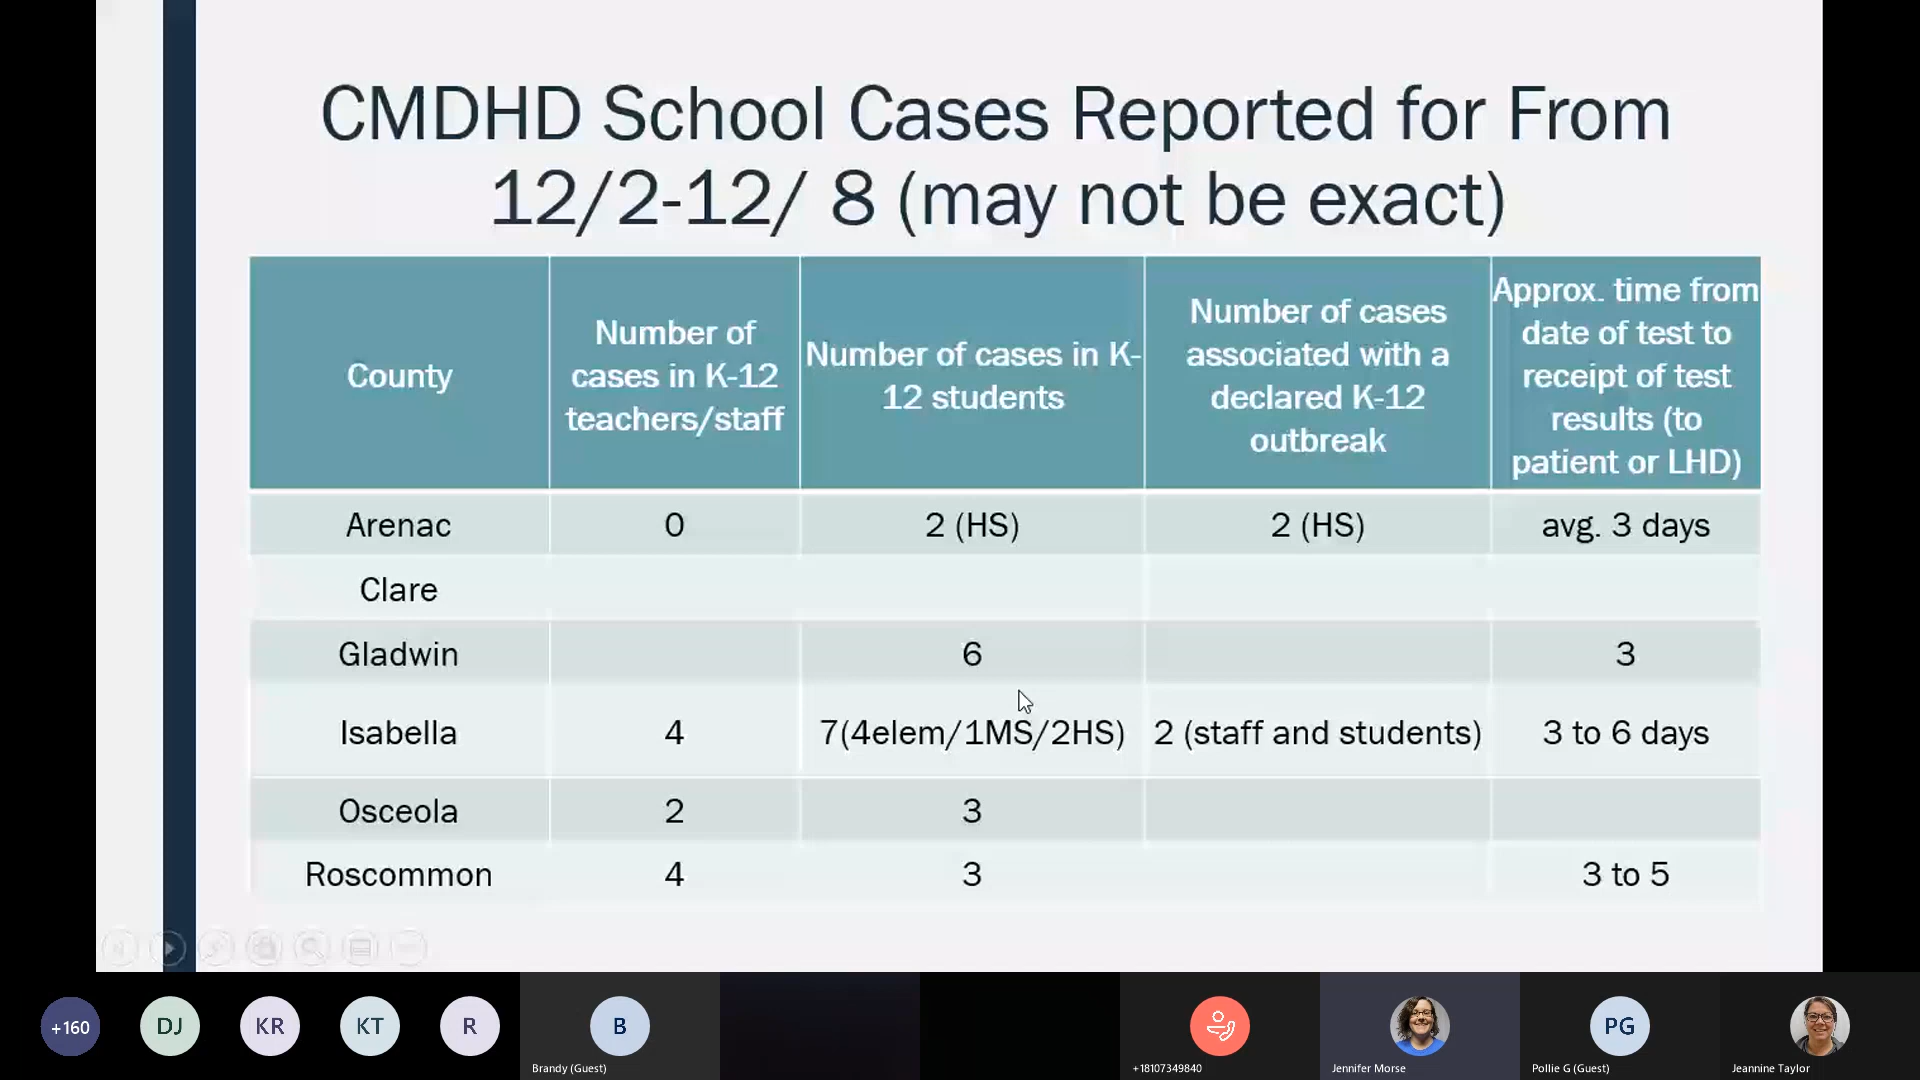 CMDHD School Cases Reported for From
12/2-12/ 8 (may not be exact)
County
Number of
cases in K-12
teachers/staff
Number of cases in K-
12 students
Number of cases
associated with a
declared K-12
outbreak
Approx. time from
date of test to
receipt of test
results (to
patient or LHD)
Arenac 0 2 (HS) 2 (HS) avg. 3 days
Clare
Gladwin 6 3
Isabella 4 7(4elem/1MS/2HS) 2 (staff and students) 3 to 6 days
Osceola 2 3
Roscommon 4 3 3 to 5
+160 DJ KR KT R B PG
Brandy (Guest) +18107349840 Jennifer Morse Pollie G (Guest) Jeannine Taylor